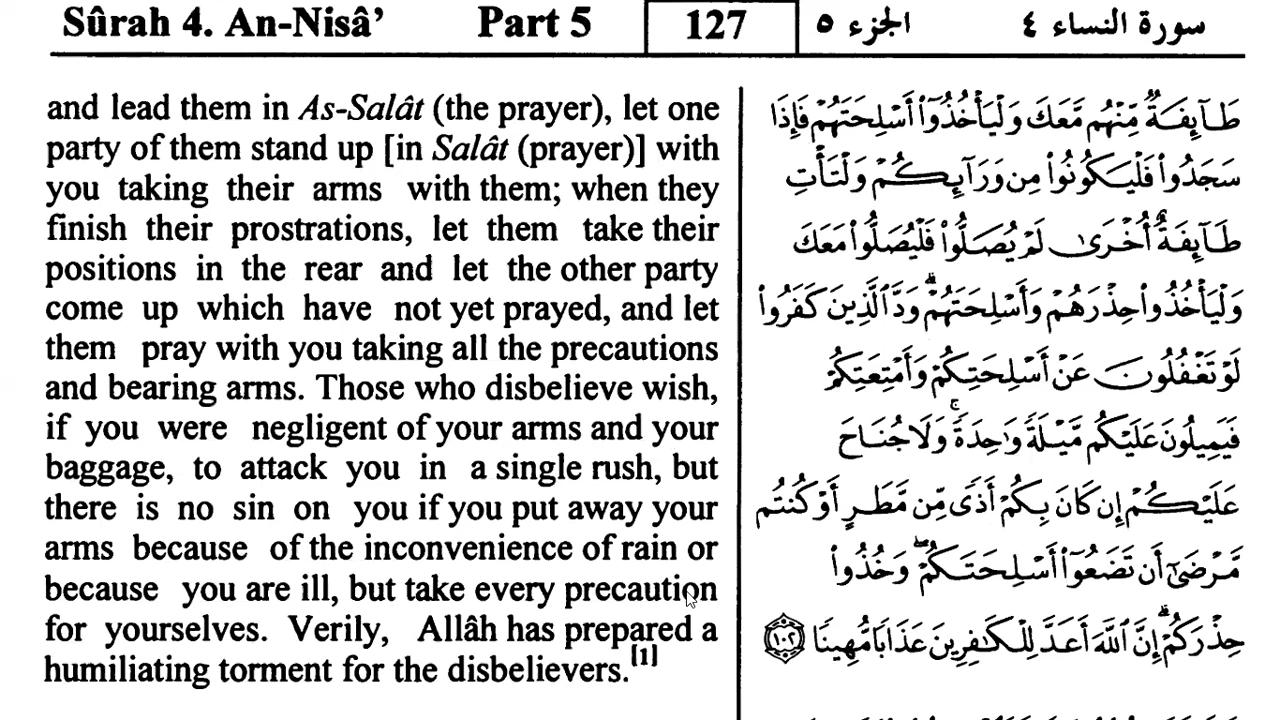 Sûrah 4. An-Nisâ’ Part 5 127 الجزء ٥ سورة النساء ٤
and lead them in As-Salât (the prayer), let one
party of them stand up [in Salât (prayer)] with
you taking their arms with them; when they
finish their prostrations, let them take their
positions in the rear and let the other party
come up which have not yet prayed, and let
them pray with you taking all the precautions
and bearing arms. Those who disbelieve wish,
if you were negligent of your arms and your
baggage, to attack you in a single rush, but
there is no sin on you if you put away your
arms because of the inconvenience of rain or
because you are ill, but take every precaution
for yourselves. Verily, Allâh has prepared a
humiliating torment for the disbelievers.[1]
طَآئِفَةٌ مِّنْهُم مَّعَكَ وَلْيَأْخُذُوٓاْ أَسْلِحَتَهُمْ فَإِذَا
سَجَدُواْ فَلْيَكُونُواْ مِن وَرَآئِكُمْ وَلْتَأْتِ
طَآئِفَةٌ أُخْرَىٰ لَمْ يُصَلُّواْ فَلْيُصَلُّواْ مَعَكَ
وَلْيَأْخُذُواْ حِذْرَهُمْ وَأَسْلِحَتَهُمْ ۗ وَدَّ الَّذِينَ كَفَرُواْ
لَوْ تَغْفُلُونَ عَنْ أَسْلِحَتِكُمْ وَأَمْتِعَتِكُمْ
فَيَمِيلُونَ عَلَيْكُم مَّيْلَةً وَٰحِدَةً ۚ وَلَا جُنَاحَ
عَلَيْكُمْ إِن كَانَ بِكُمْ أَذًى مِّن مَّطَرٍ أَوْ كُنتُم
مَّرْضَىٰٓ أَن تَضَعُوٓاْ أَسْلِحَتَكُمْ ۖ وَخُذُواْ
حِذْرَكُمْ ۗ إِنَّ اللَّهَ أَعَدَّ لِلْكَٰفِرِينَ عَذَابًا مُّهِينًا ١٠٢